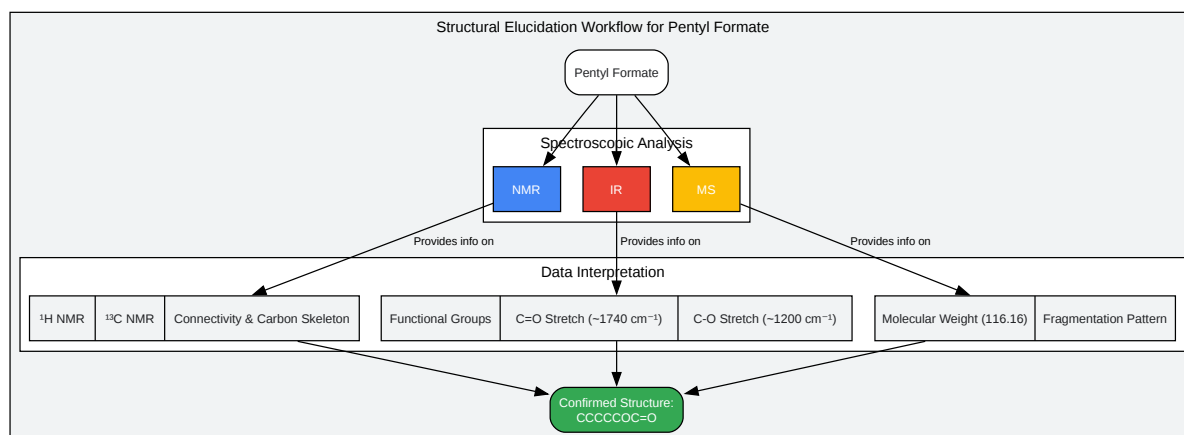 Structural Elucidation Workflow for Pentyl Formate
Pentyl Formate
Spectroscopic Analysis
NMR
IR
MS
Provides info on
Provides info on
Provides info on
Data Interpretation
¹H NMR
¹³C NMR
Connectivity & Carbon Skeleton
Functional Groups
C=O Stretch (~1740 cm⁻¹)
C-O Stretch (~1200 cm⁻¹)
Molecular Weight (116.16)
Fragmentation Pattern
Confirmed Structure:
CCCCCOC=O